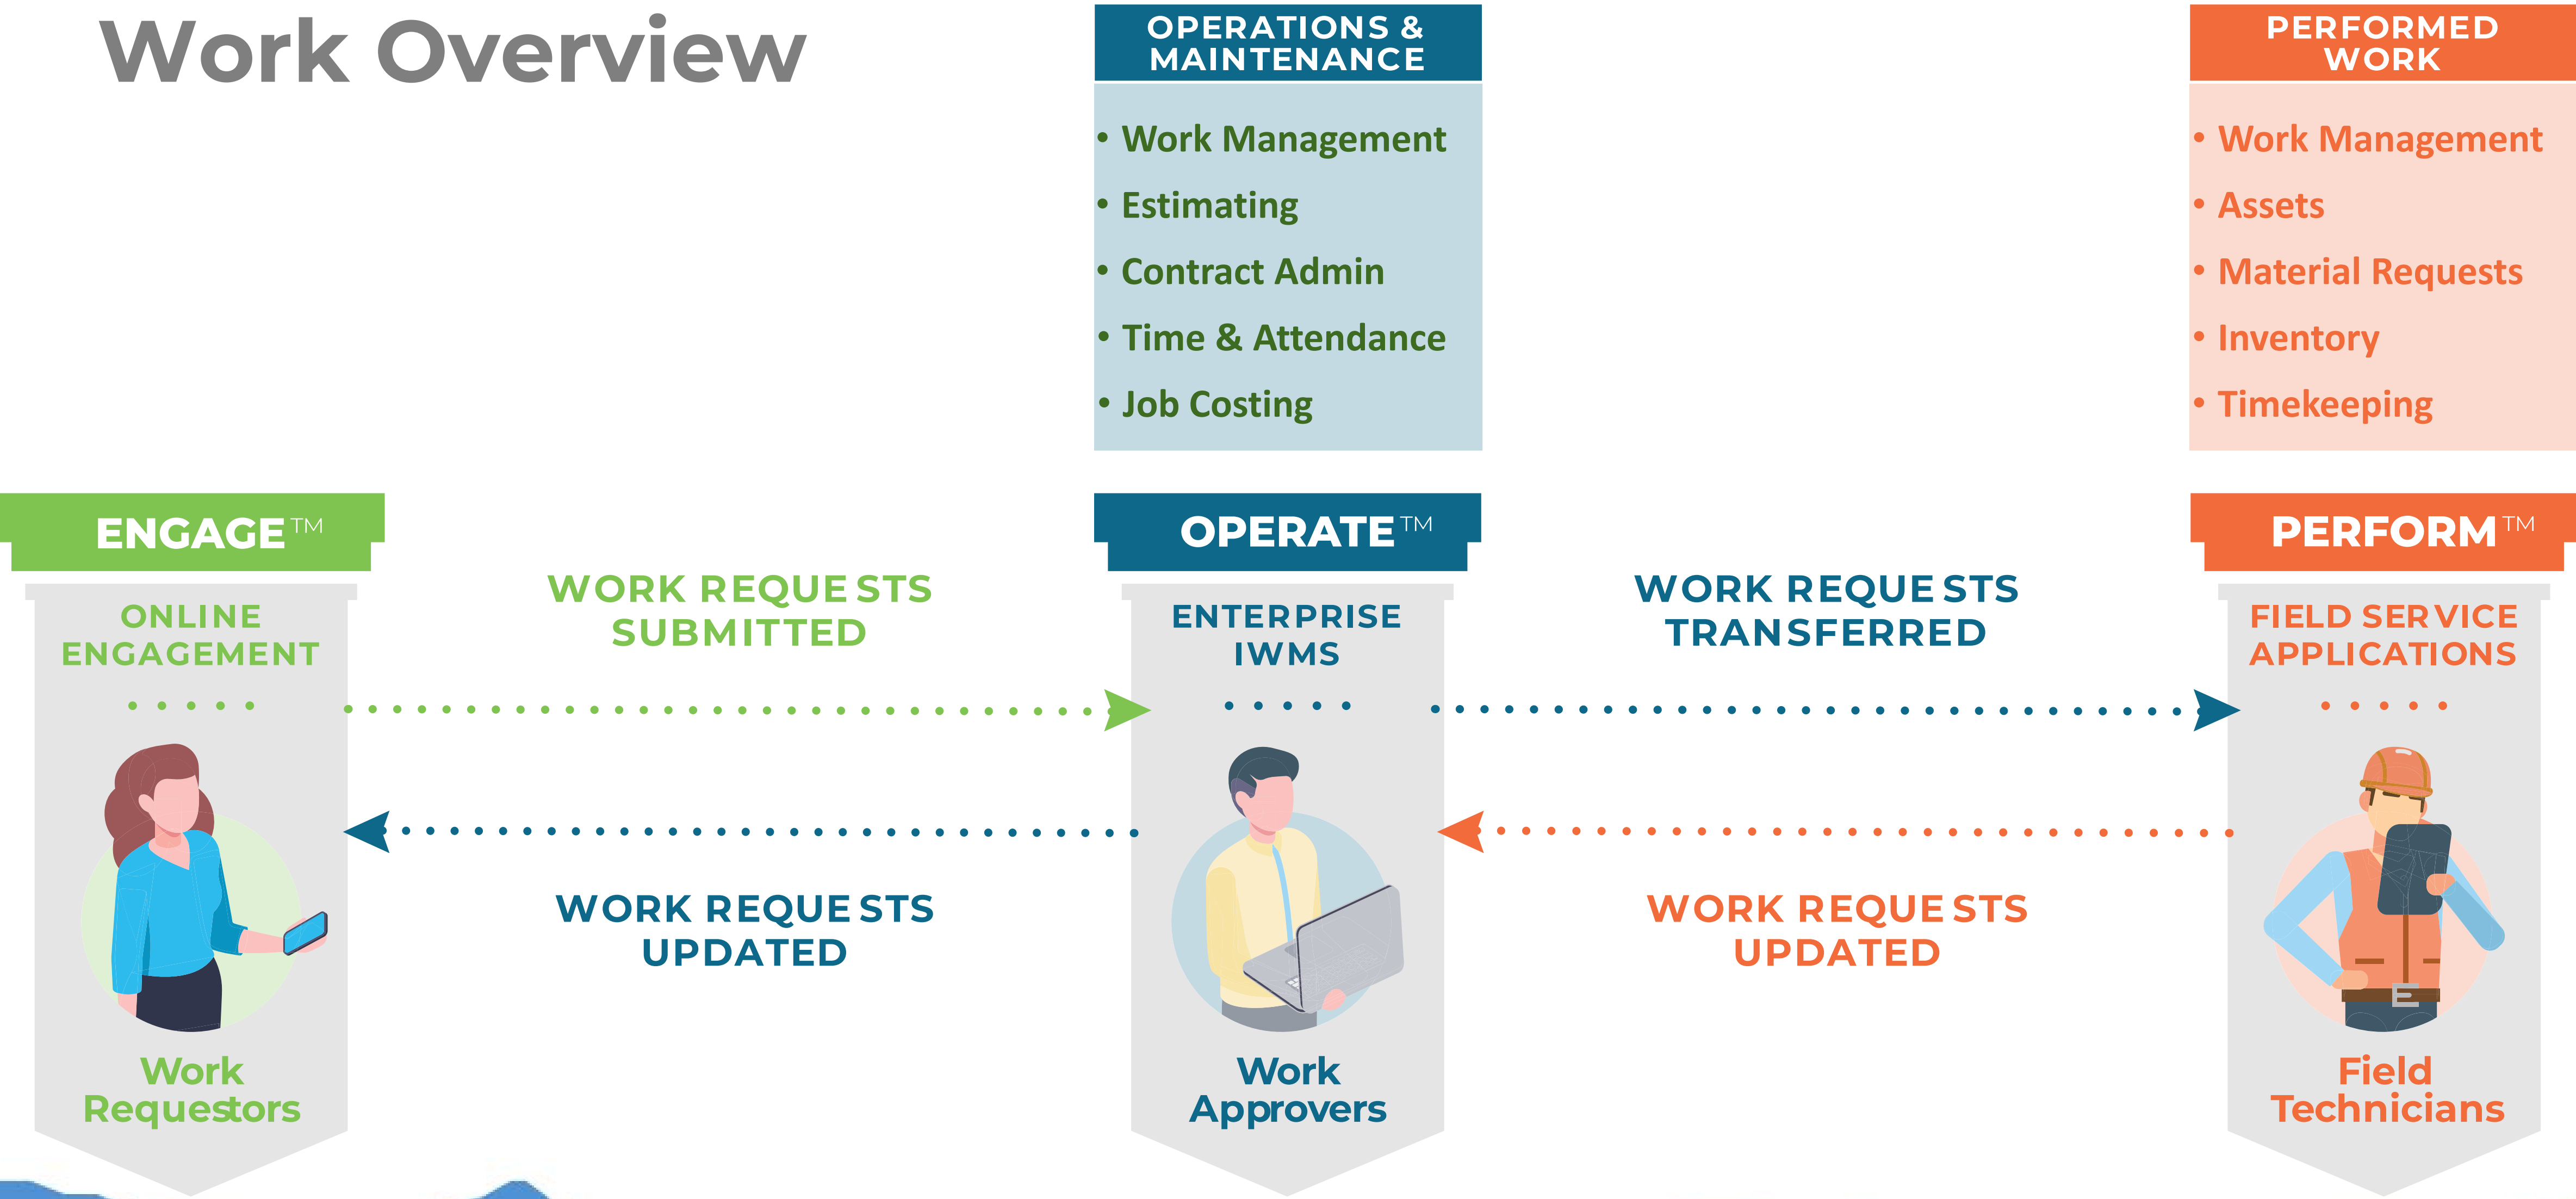 Work Overview
OPERATIONS &
MAINTENANCE
• Work Management
• Estimating
• Contract Admin
• Time & Attendance
• Job Costing
PERFORMED
WORK
• Work Management
• Assets
• Material Requests
• Inventory
• Timekeeping
ENGAGE™
ONLINE
ENGAGEMENT
Work
Requestors
WORK REQUESTS
SUBMITTED
WORK REQUESTS
UPDATED
OPERATE™
ENTERPRISE
IWMS
Work
Approvers
WORK REQUESTS
TRANSFERRED
WORK REQUESTS
UPDATED
PERFORM™
FIELD SERVICE
APPLICATIONS
Field
Technicians